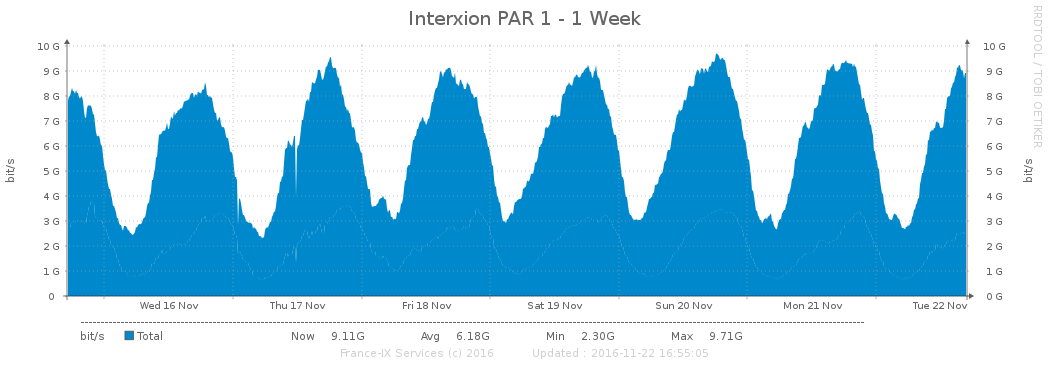 Interxion PAR 1 - 1 Week
RRDTOOL / TOBI OETIKER
bit/s
10 G 10 G
9 G 9 G
8 G 8 G
7 G 7 G
6 G 6 G
5 G 5 G
4 G 4 G
3 G 3 G
2 G 2 G
1 G 1 G
0 0 G
bit/s
Wed 16 Nov Thu 17 Nov Fri 18 Nov Sat 19 Nov Sun 20 Nov Mon 21 Nov Tue 22 Nov
bit/s Total Now 9.11G Avg 6.18G Min 2.30G Max 9.71G
France-IX Services (c) 2016 Updated : 2016-11-22 16:55:05